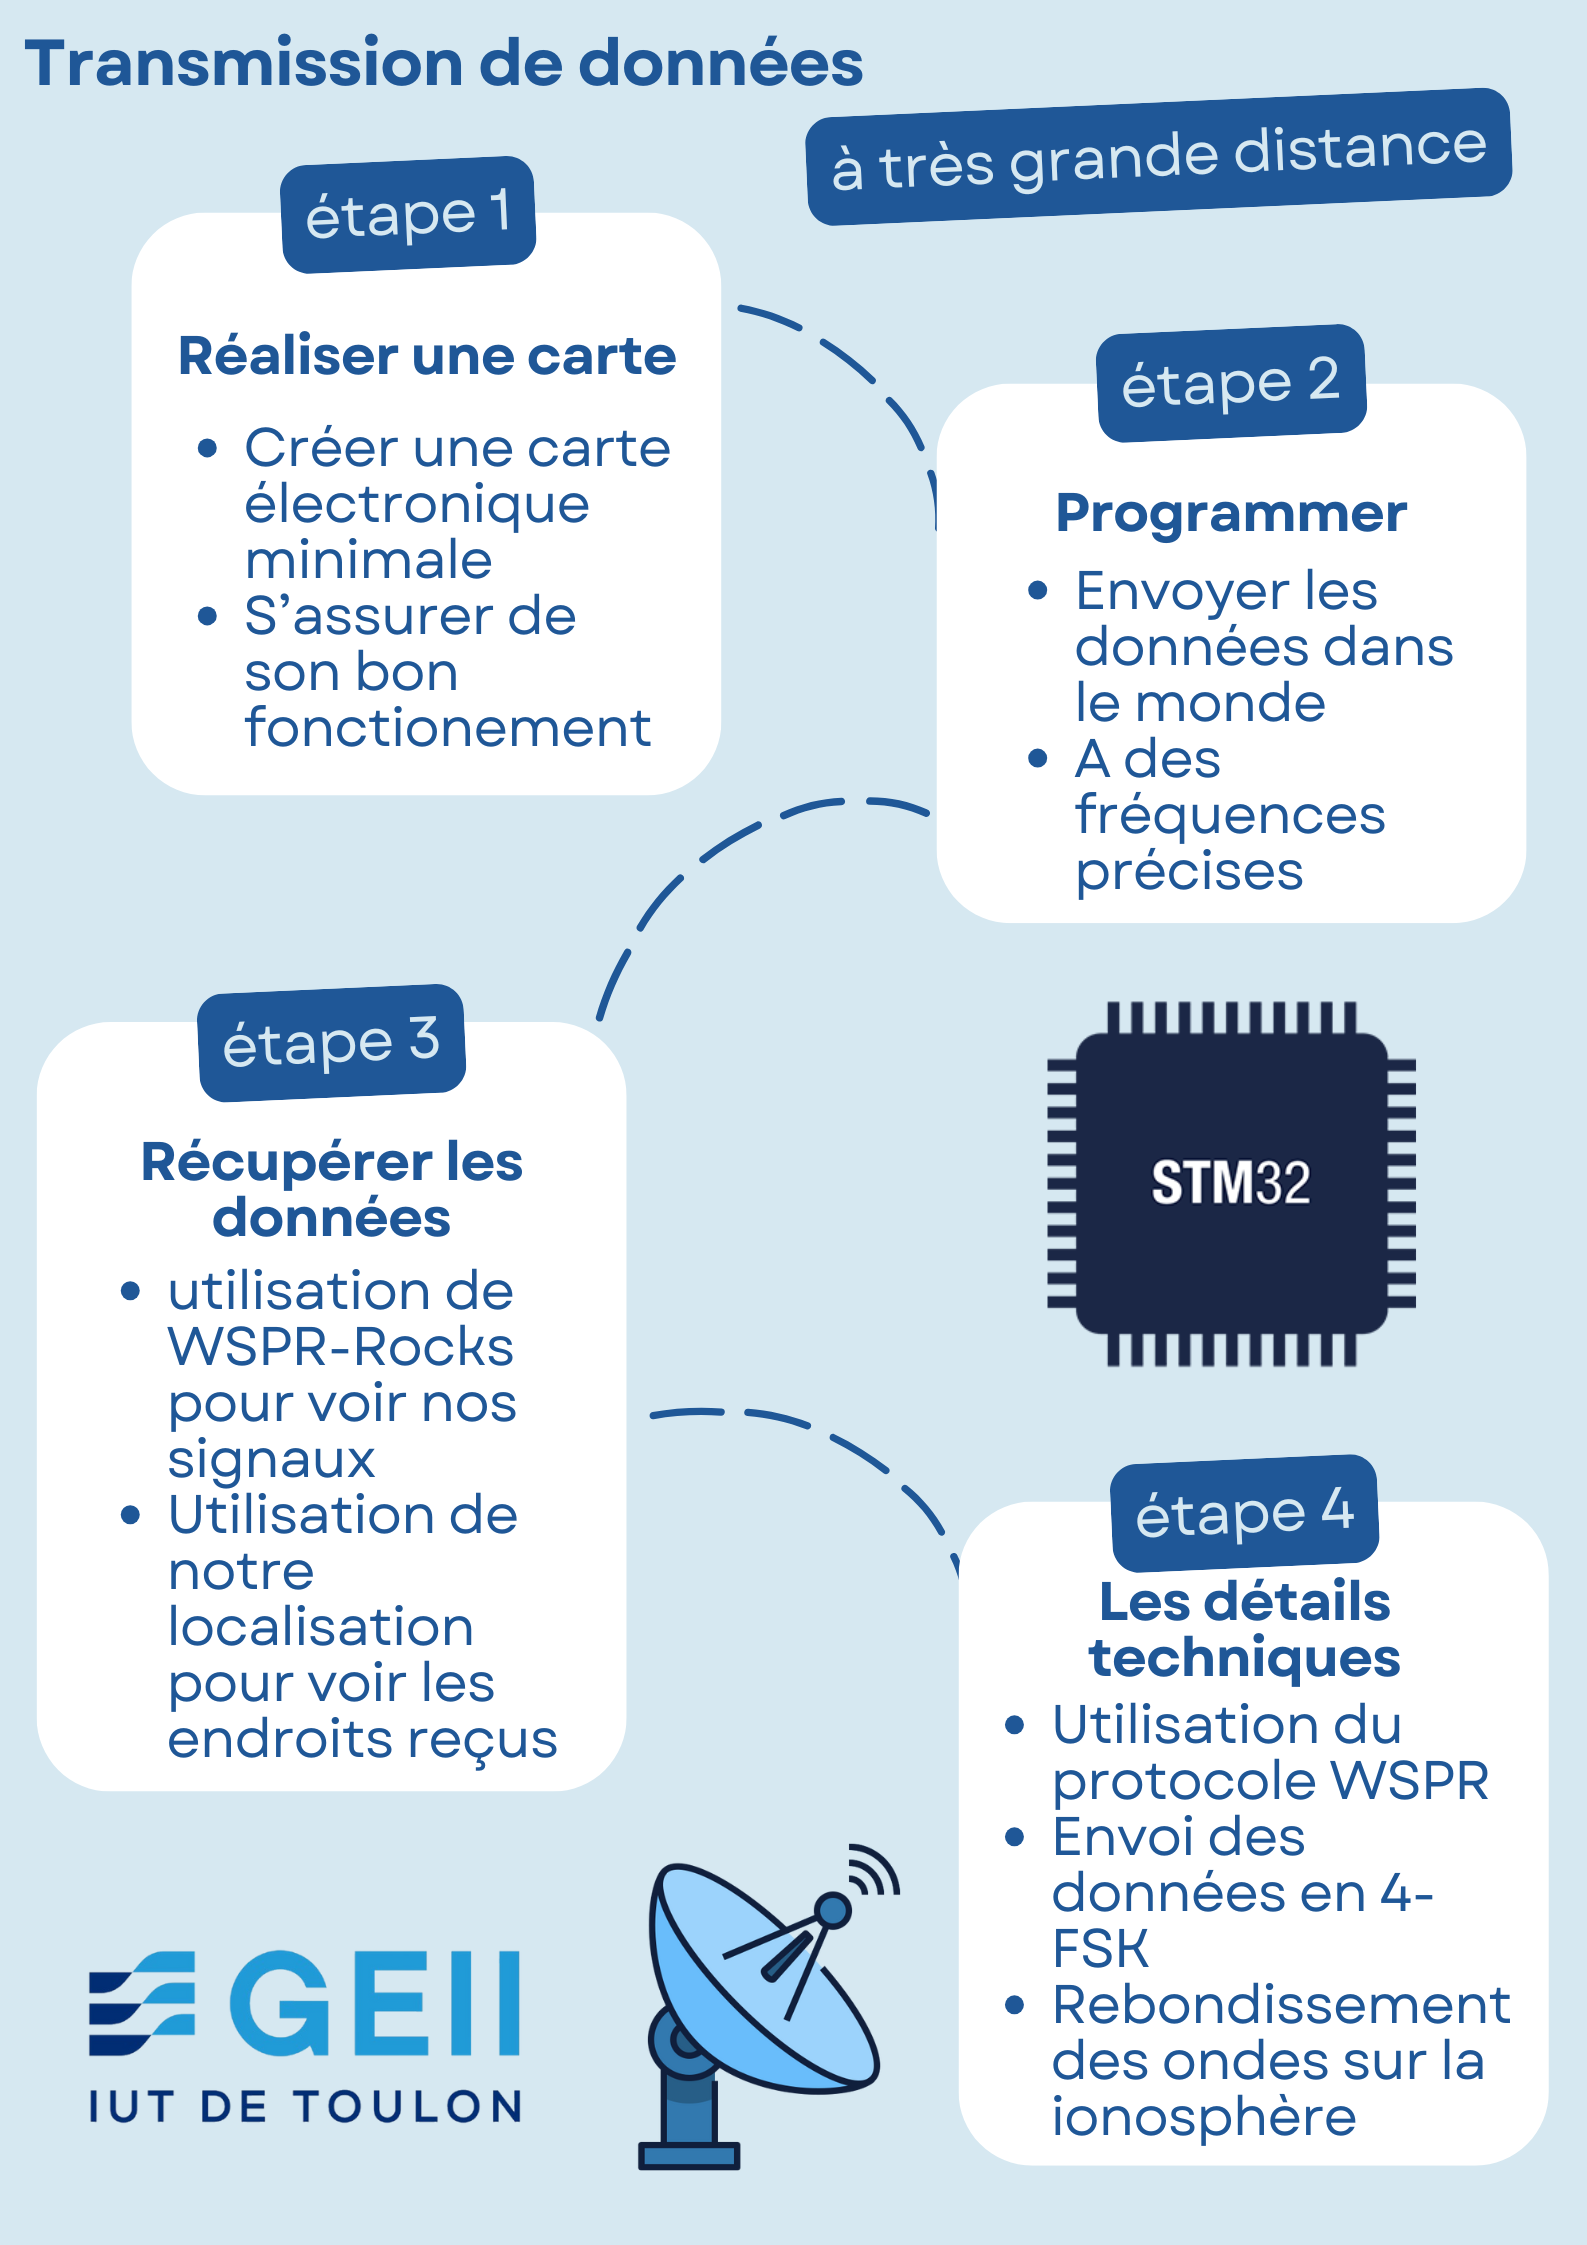 Transmission de données
à très grande distance
étape 1
Réaliser une carte
• Créer une carte
électronique
minimale
• S’assurer de
son bon
fonctionement
étape 2
Programmer
• Envoyer les
données dans
le monde
• A des
fréquences
précises
étape 3
Récupérer les
données
• utilisation de
WSPR-Rocks
pour voir nos
signaux
• Utilisation de
notre
localisation
pour voir les
endroits reçus
STM32
étape 4
Les détails
techniques
• Utilisation du
protocole WSPR
• Envoi des
données en 4-
FSK
• Rebondissement
des ondes sur la
ionosphère
GEII
IUT DE TOULON